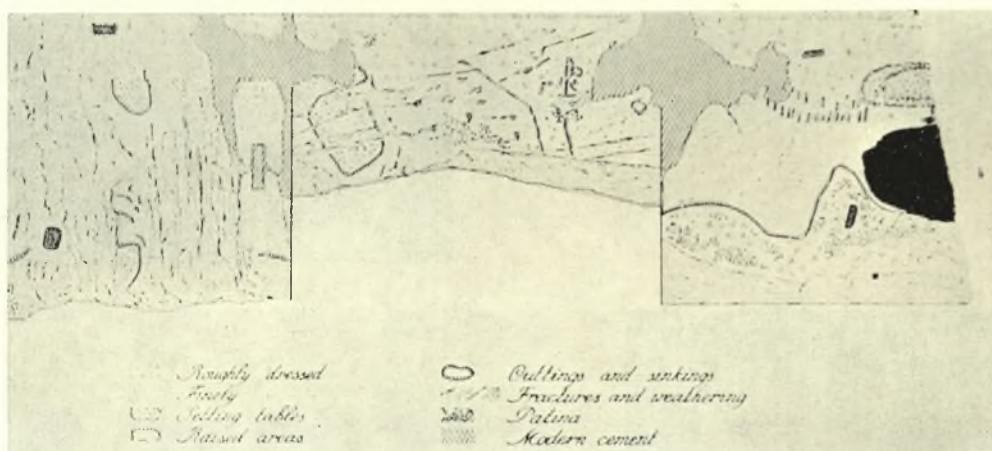 Roughly dressed
Finely
Setting tables
Raised areas
Cuttings and sinkings
Fractures and weathering
Patina
Modern cement